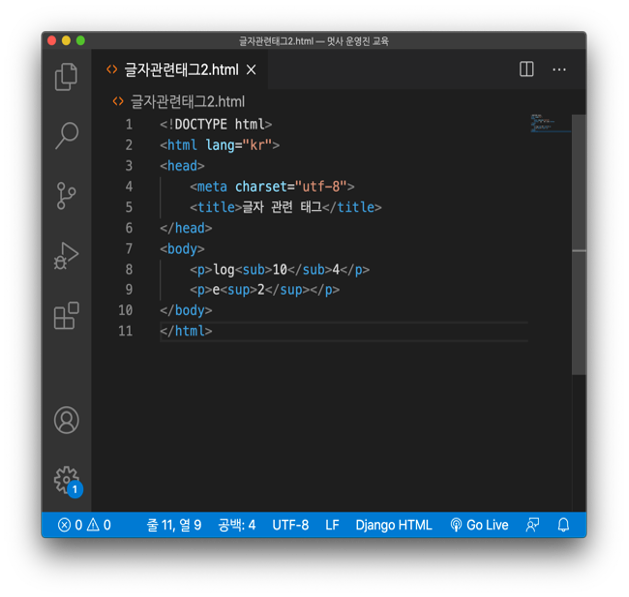 글자관련태그2.html — 멋사 운영진 교육
글자관련태그2.html
글자관련태그2.html
1 <!DOCTYPE html>
2 <html lang="kr">
3 <head>
4 <meta charset="utf-8">
5 <title>글자 관련 태그</title>
6 </head>
7 <body>
8 <p>log<sub>10</sub>4</p>
9 <p>e<sup>2</sup></p>
10 </body>
11 </html>
1
0 0 줄 11, 열 9 공백: 4 UTF-8 LF Django HTML Go Live